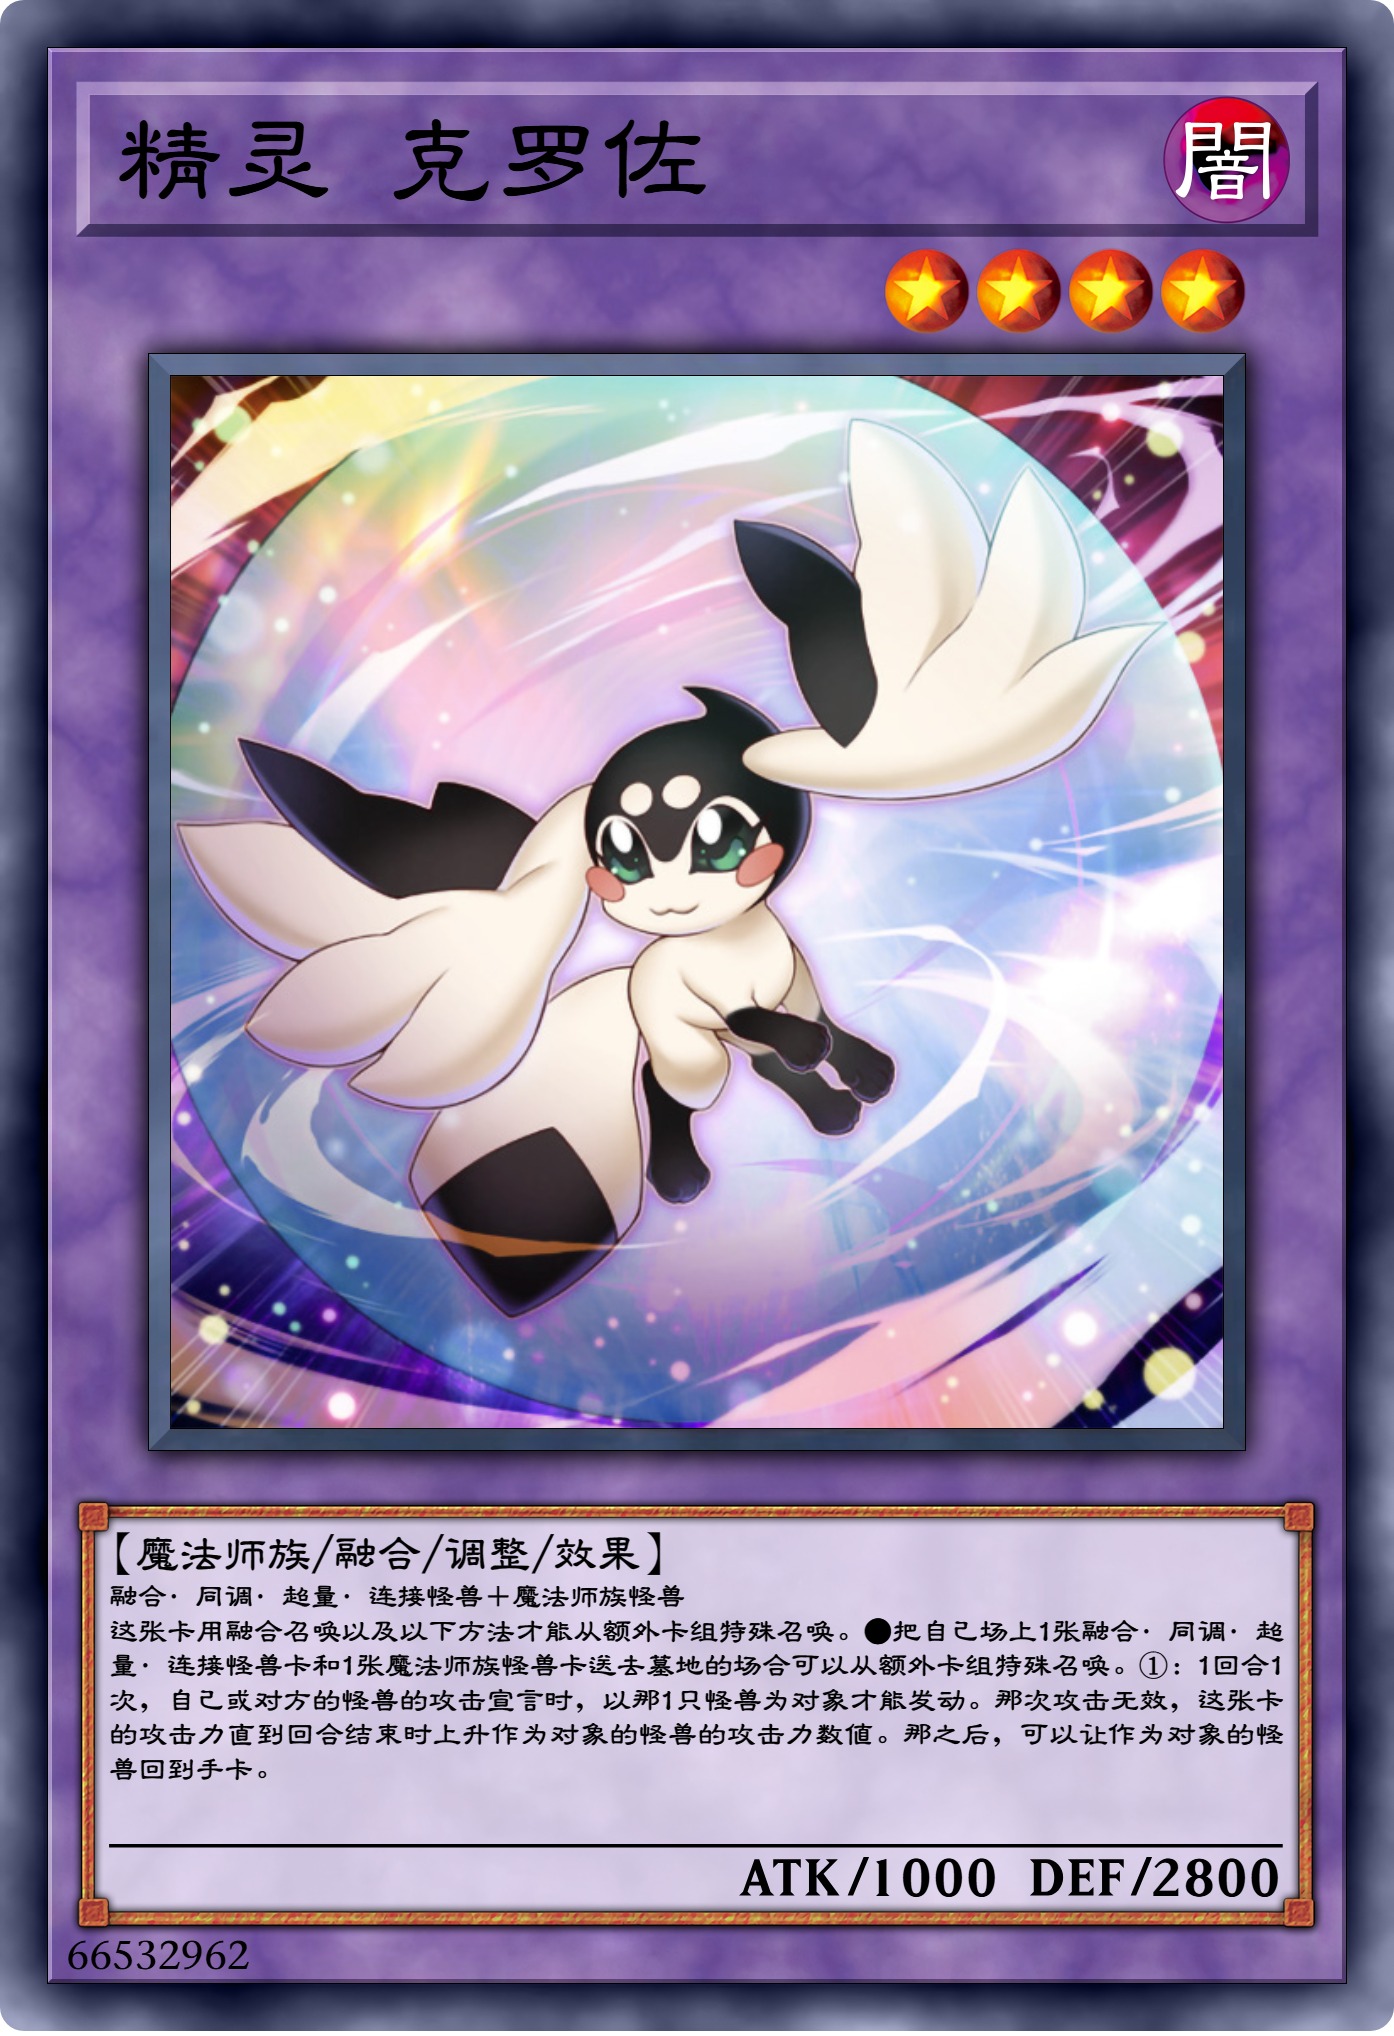 精灵 克罗佐
闇
【魔法师族/融合/调整/效果】
融合·同调·超量·连接怪兽＋魔法师族怪兽
这张卡用融合召唤以及以下方法才能从额外卡组特殊召唤。●把自己场上1张融合·同调·超
量·连接怪兽卡和1张魔法师族怪兽卡送去墓地的场合可以从额外卡组特殊召唤。①：1回合1
次，自己或对方的怪兽的攻击宣言时，以那1只怪兽为对象才能发动。那次攻击无效，这张卡
的攻击力直到回合结束时上升作为对象的怪兽的攻击力数值。那之后，可以让作为对象的怪
兽回到手卡。
ATK/1000 DEF/2800
66532962